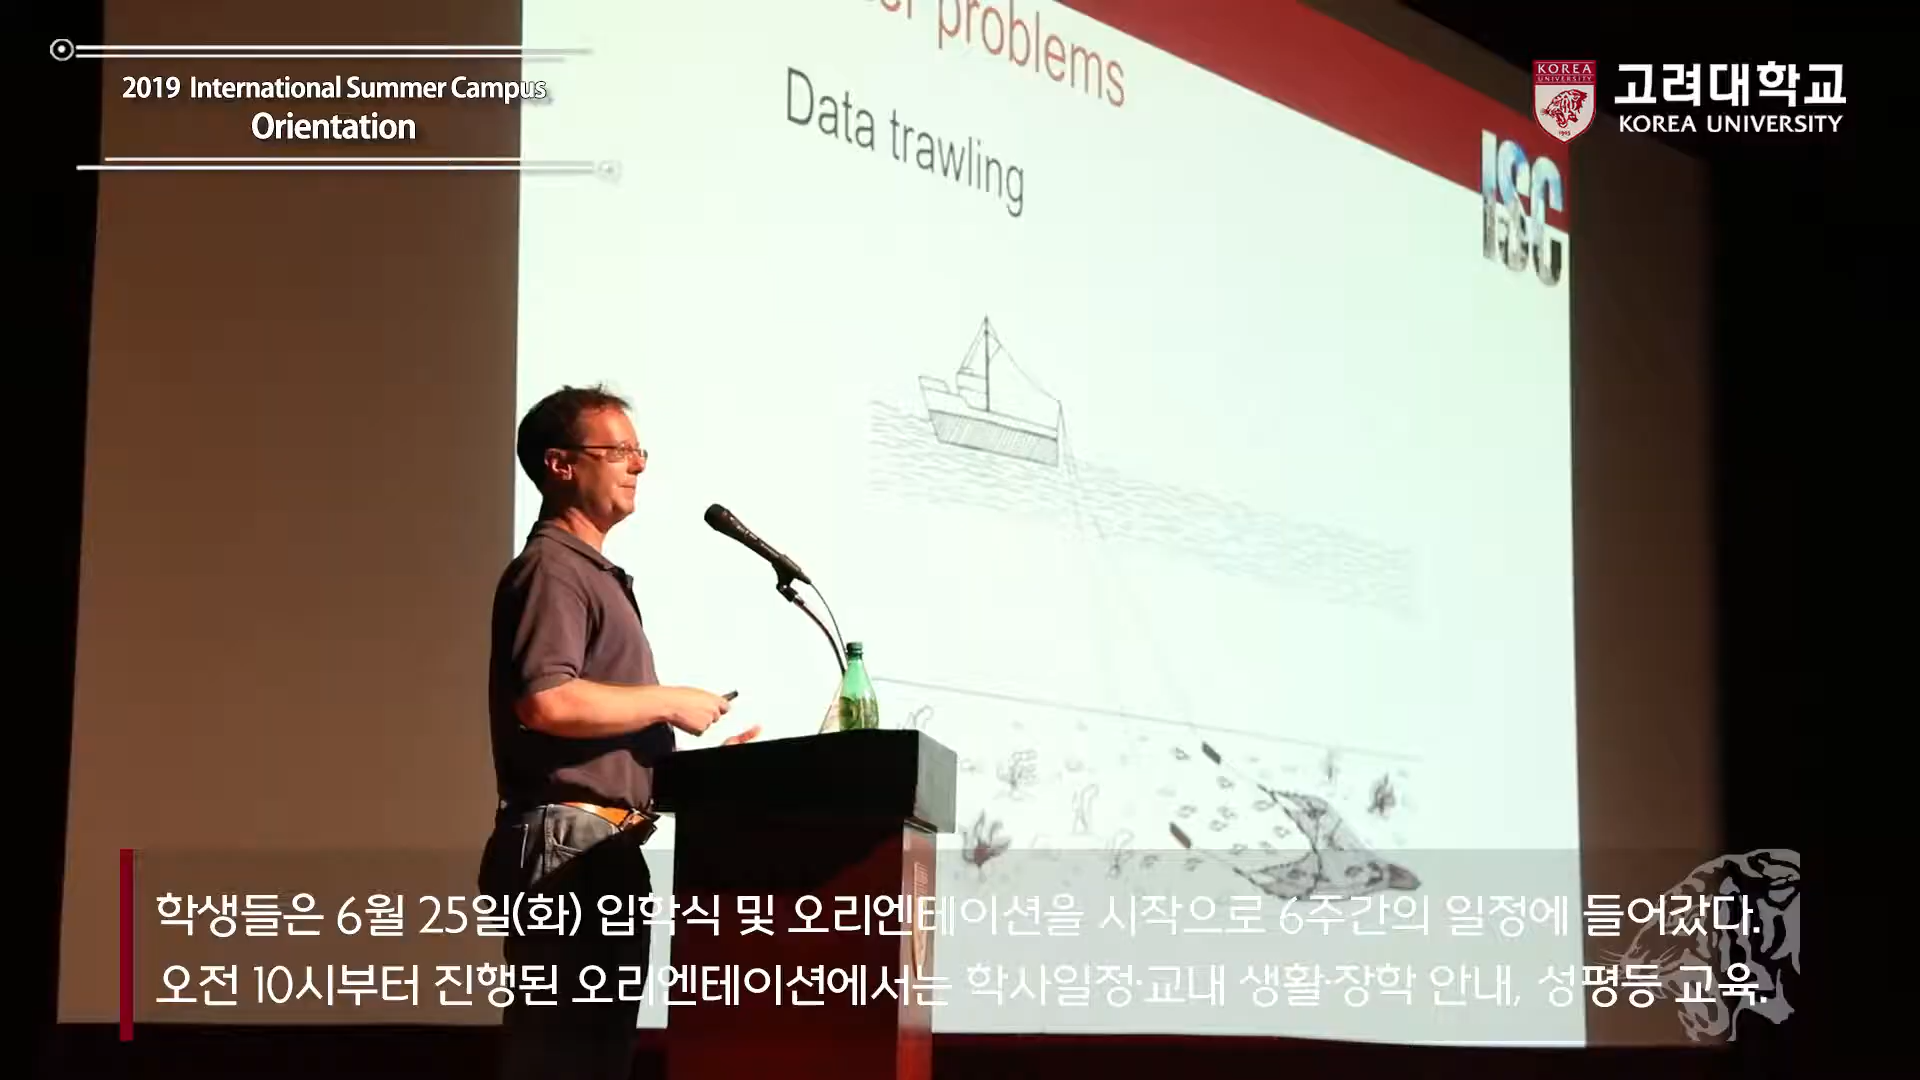 2019 International Summer Campus
Orientation
KOREA
UNIVERSITY
1905
고려대학교
KOREA UNIVERSITY
problems
Data trawling
ISC
학생들은 6월 25일(화) 입학식 및 오리엔테이션을 시작으로 6주간의 일정에 들어갔다.
오전 10시부터 진행된 오리엔테이션에서는 학사일정·교내 생활·장학 안내, 성평등 교육.